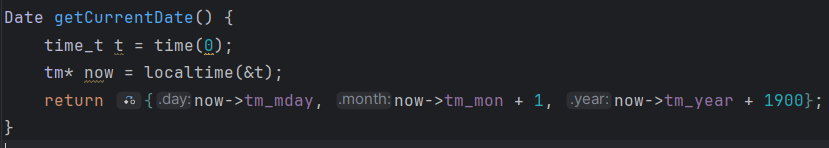 Date getCurrentDate() {
    time_t t = time(0);
    tm* now = localtime(&t);
    return {.day: now->tm_mday, .month: now->tm_mon + 1, .year: now->tm_year + 1900};
}